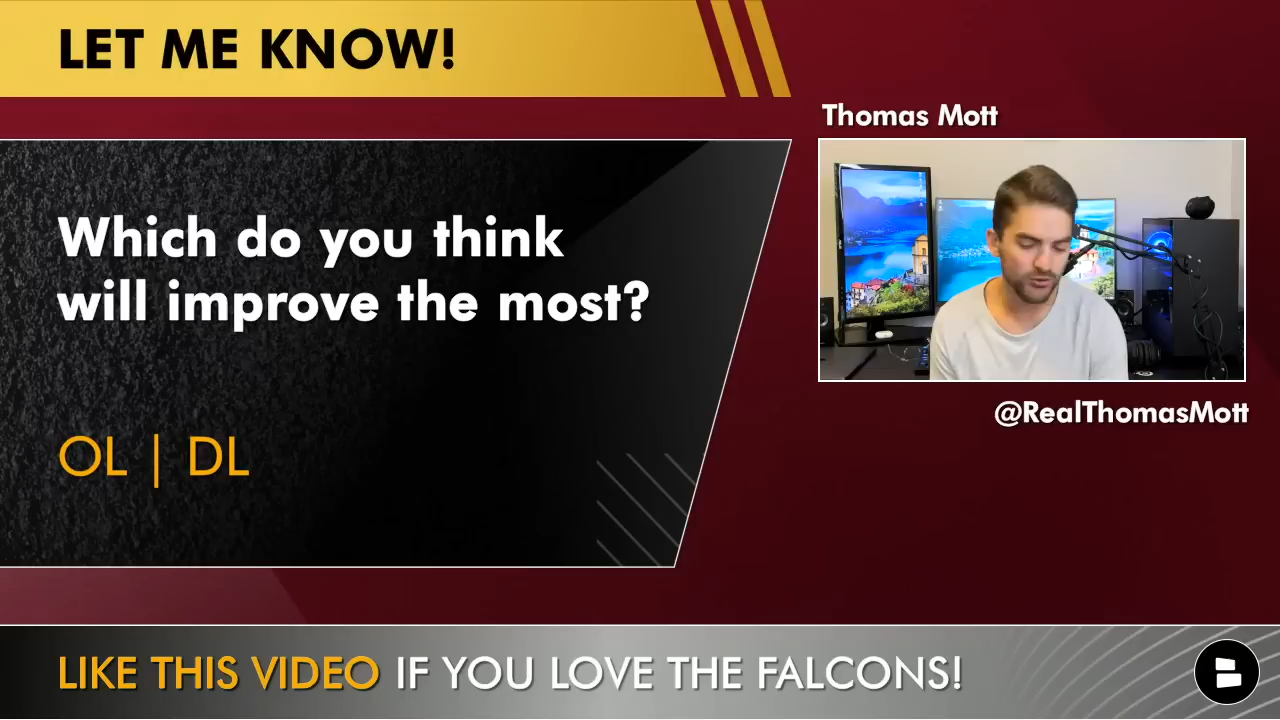 LET ME KNOW!
Thomas Mott
Which do you think
will improve the most?
@RealThomasMott
OL | DL
LIKE THIS VIDEO IF YOU LOVE THE FALCONS!